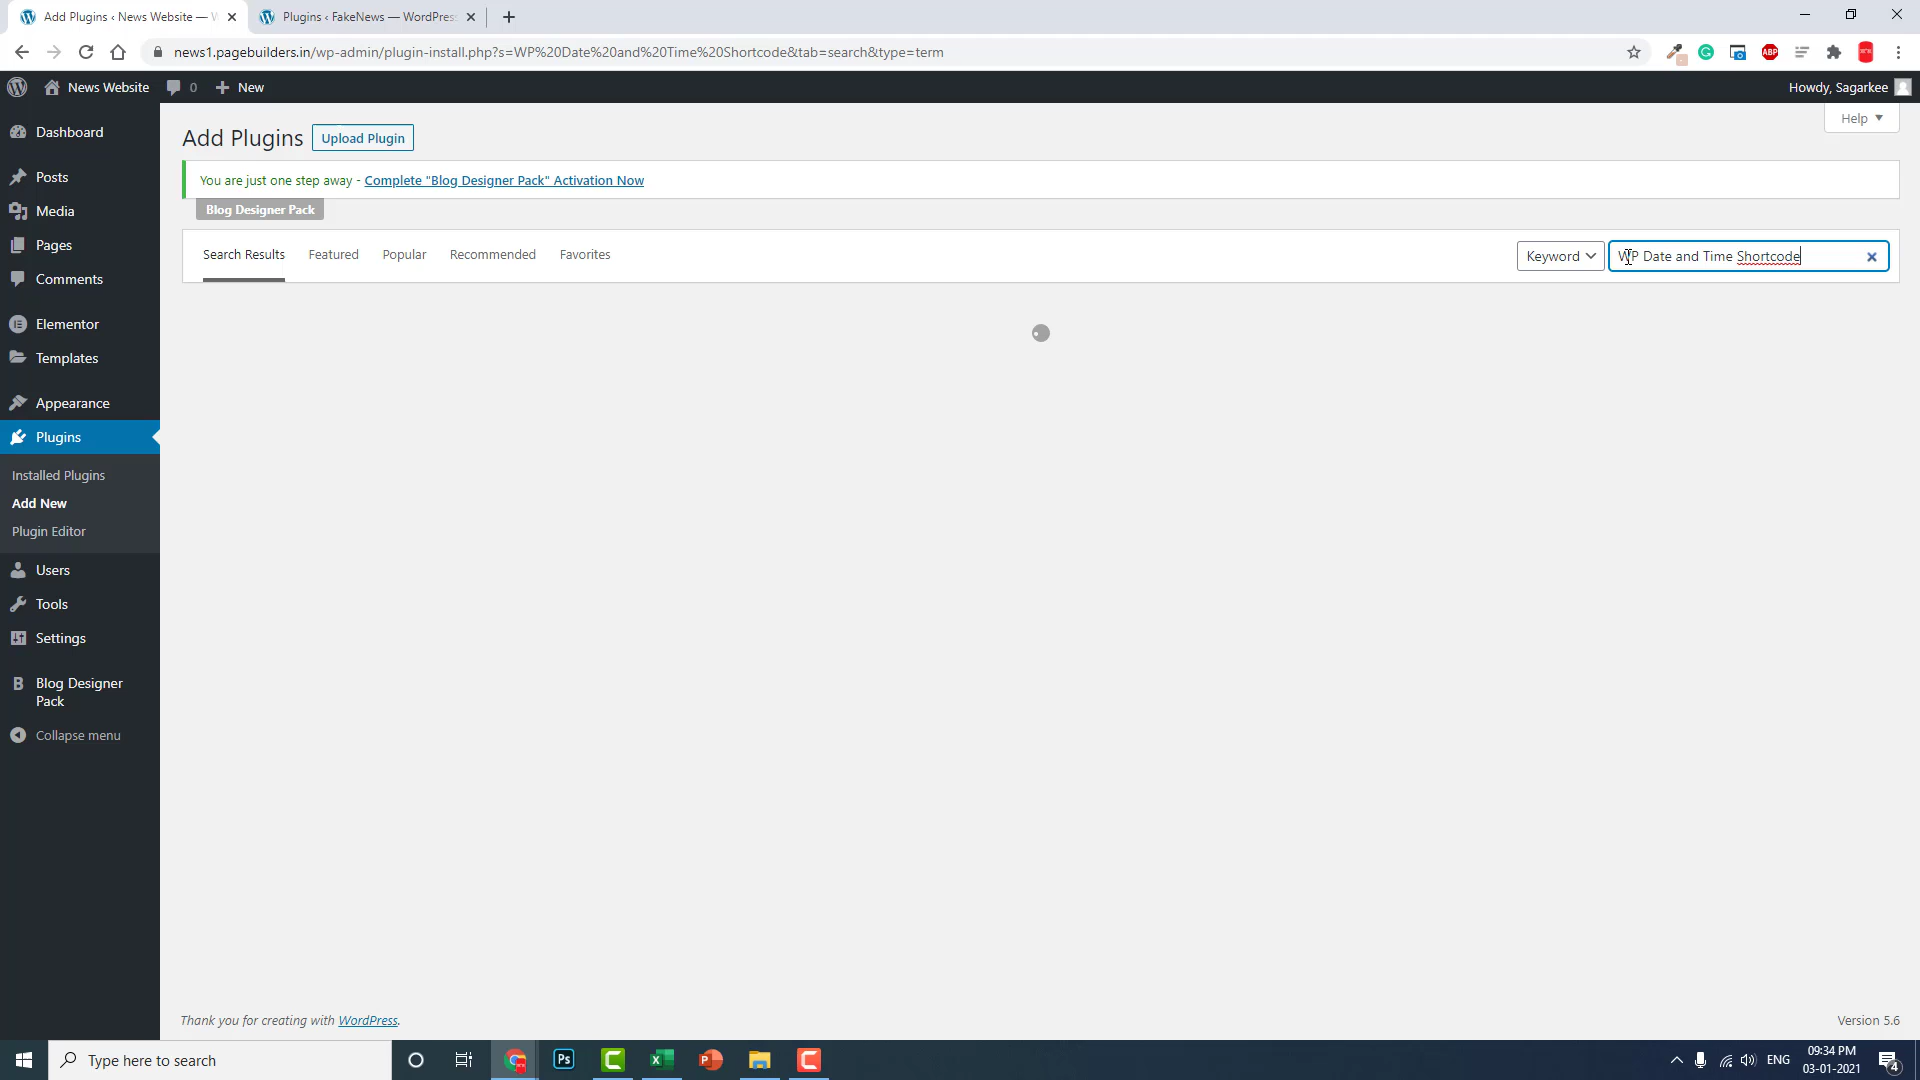 Add Plugins ‹ News Website — W
Plugins ‹ FakeNews — WordPress
news1.pagebuilders.in/wp-admin/plugin-install.php?s=WP%20Date%20and%20Time%20Shortcode&tab=search&type=term
ABP
News Website
0
New
Howdy, Sagarkee
Dashboard
Posts
Media
Pages
Comments
Elementor
Templates
Appearance
Plugins
Installed Plugins
Add New
Plugin Editor
Users
Tools
Settings
B
Blog Designer
Pack
Collapse menu
Help
Add Plugins
Upload Plugin
You are just one step away - Complete "Blog Designer Pack" Activation Now
Blog Designer Pack
Search Results
Featured
Popular
Recommended
Favorites
Keyword
WP Date and Time Shortcode
Thank you for creating with WordPress.
Version 5.6
Type here to search
Ps
ENG
09:34 PM
03-01-2021
4